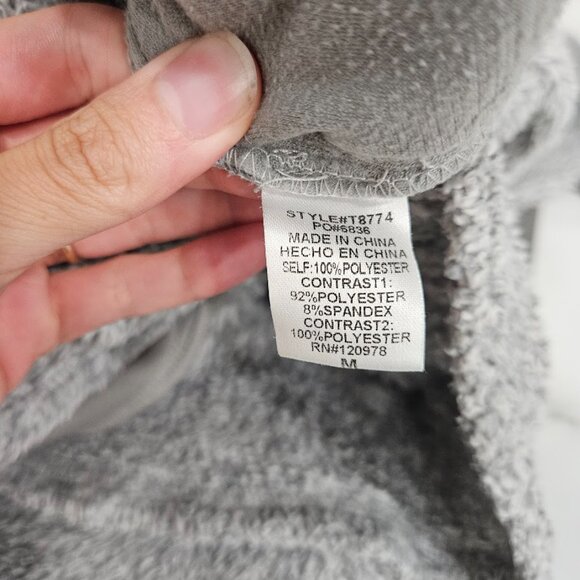 STYLE#T8774
PO#6836
MADE IN CHINA
HECHO EN CHINA
SELF:100%POLYESTER
CONTRAST1:
92%POLYESTER
8%SPANDEX
CONTRAST2:
100%POLYESTER
RN#120978
M